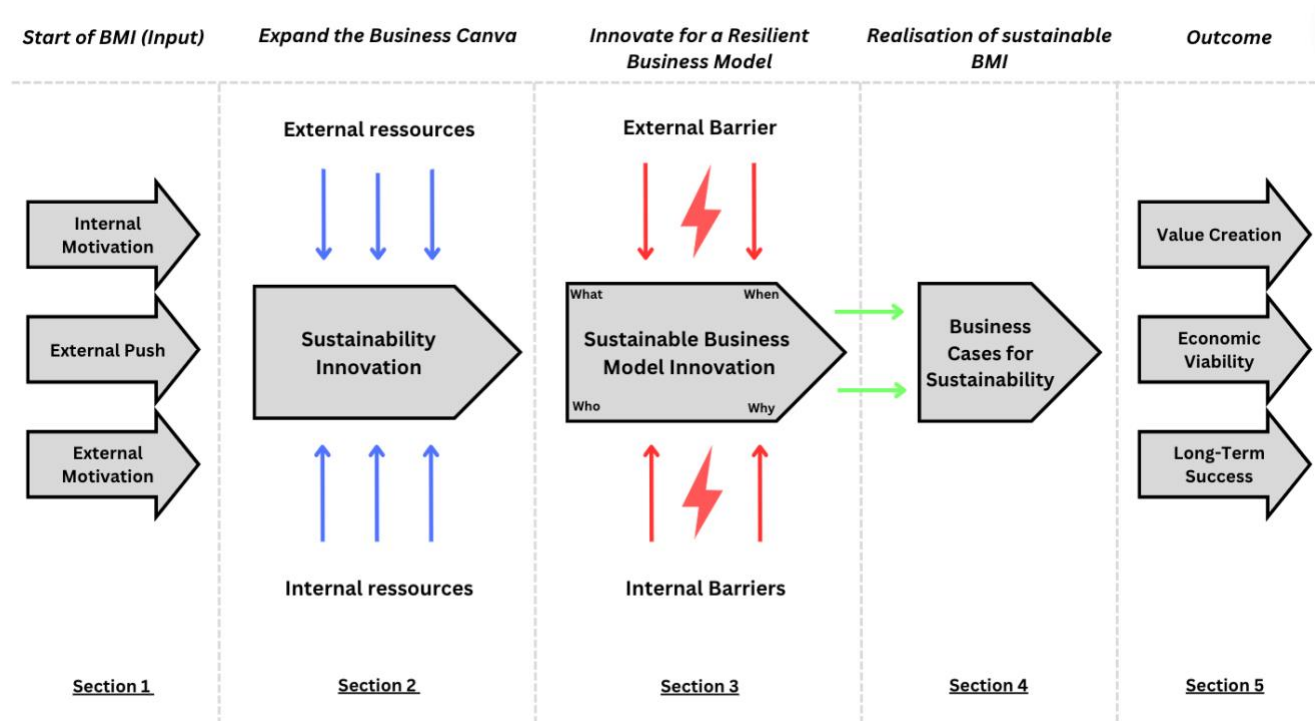 Start of BMI (Input)
Expand the Business Canva
Innovate for a Resilient
Business Model
Realisation of sustainable
BMI
Outcome
Internal
Motivation
External Push
External
Motivation
External ressources
Sustainability
Innovation
Internal ressources
External Barrier
What
When
Sustainable Business
Model Innovation
Who
Why
Internal Barriers
Business
Cases for
Sustainability
Value Creation
Economic
Viability
Long-Term
Success
Section 1
Section 2
Section 3
Section 4
Section 5